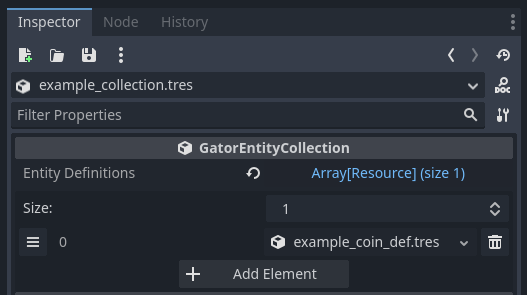 Inspector Node History
example_collection.tres DOC
Filter Properties
GatorEntityCollection
Entity Definitions Array[Resource] (size 1)
Size: 1
0 example_coin_def.tres
Add Element